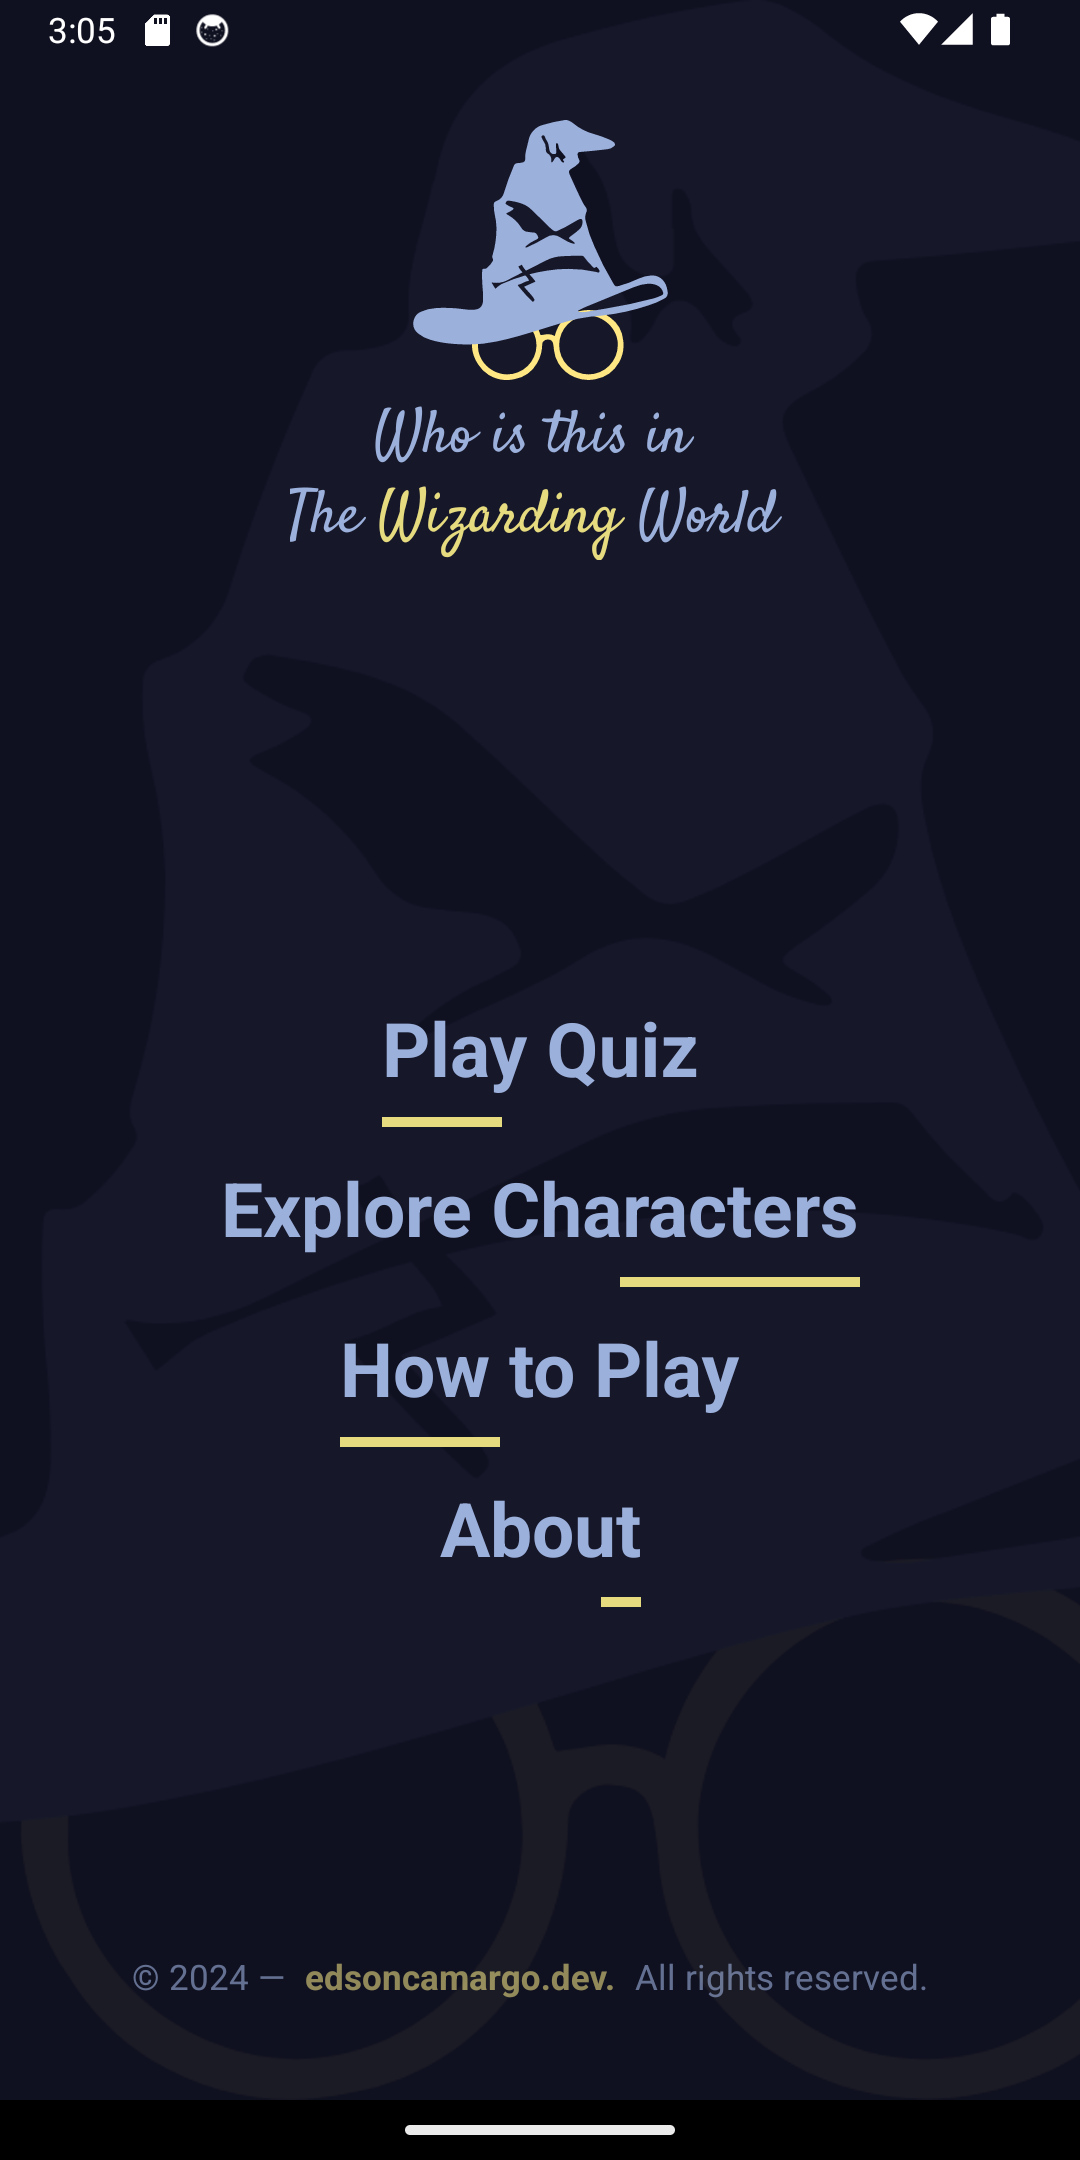 3:05
Who is this in
The Wizarding World
Play Quiz
Explore Characters
How to Play
About
© 2024 — edsoncamargo.dev. All rights reserved.